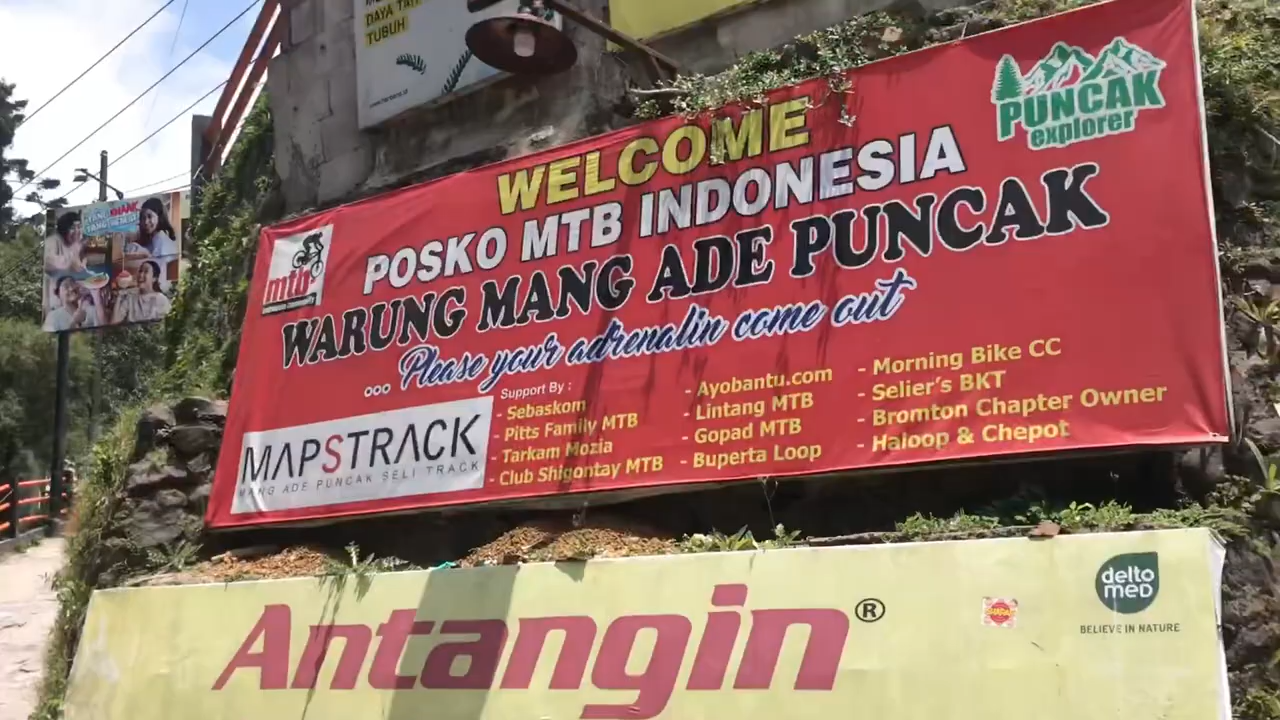 DAYA TAH
TUBUH
WELCOME
POSKO MTB INDONESIA
WARUNG MANG ADE PUNCAK
... Please your adrenalin come out
PUNCAK
explorer
mtb
MAPSTRACK
MANG ADE PUNCAK SELI TRACK
Support By :
- Sebaskom
- Pitts Family MTB
- Tarkam Mozia
- Club Shigontay MTB
- Ayobantu.com
- Lintang MTB
- Gopad MTB
- Buperta Loop
- Morning Bike CC
- Selier's BKT
- Bromton Chapter Owner
- Haloop & Chepot
Antangin®
delto
med
BELIEVE IN NATURE